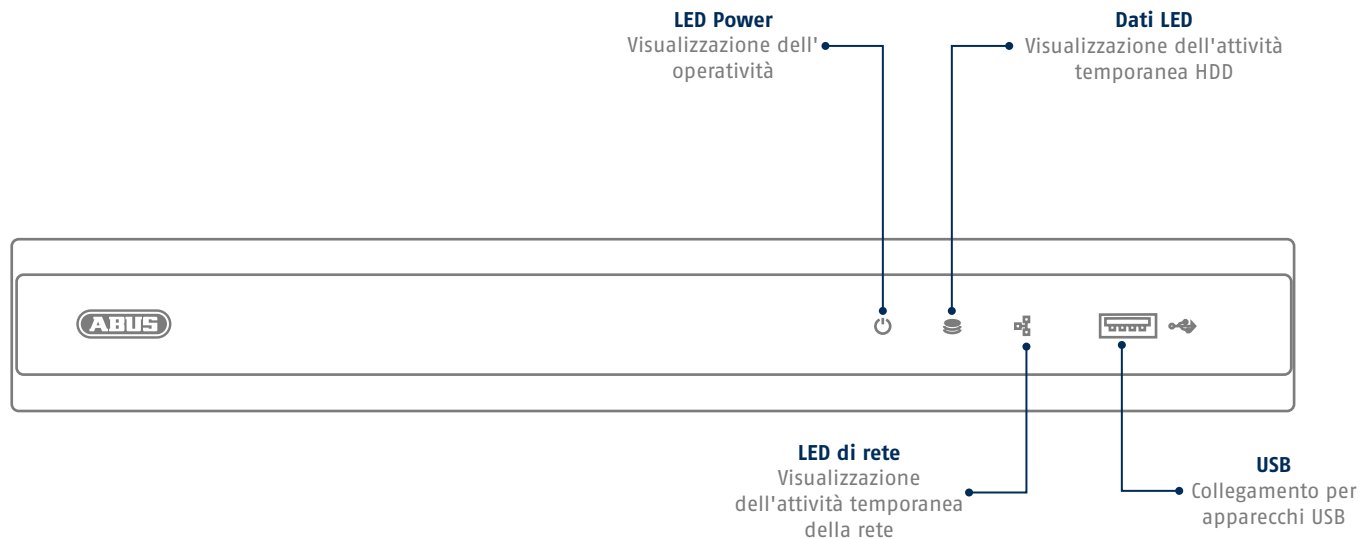 LED Power
Visualizzazione dell'
operatività
Dati LED
Visualizzazione dell'attività
temporanea HDD
ABUS
LED di rete
Visualizzazione
dell'attività temporanea
della rete
USB
Collegamento per
apparecchi USB